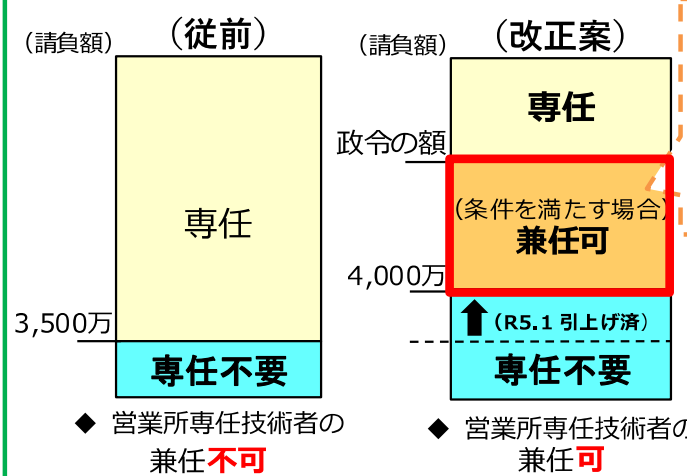 （従前）
（請負額）
専任
3,500万
専任不要
◆ 営業所専任技術者の
兼任不可
（改正案）
（請負額）
専任
政令の額
（条件を満たす場合）
兼任可
4,000万
（R5.1 引上げ済）
専任不要
◆ 営業所専任技術者の
兼任可